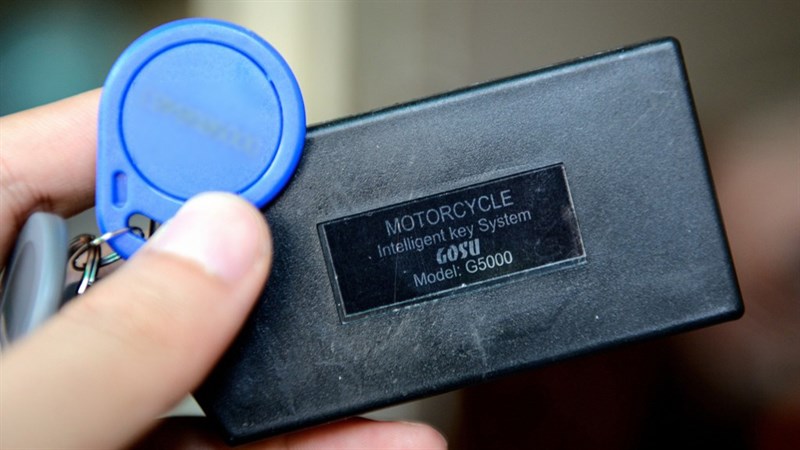 MOTORCYCLE
Intelligent key System
GOSU
Model: G5000